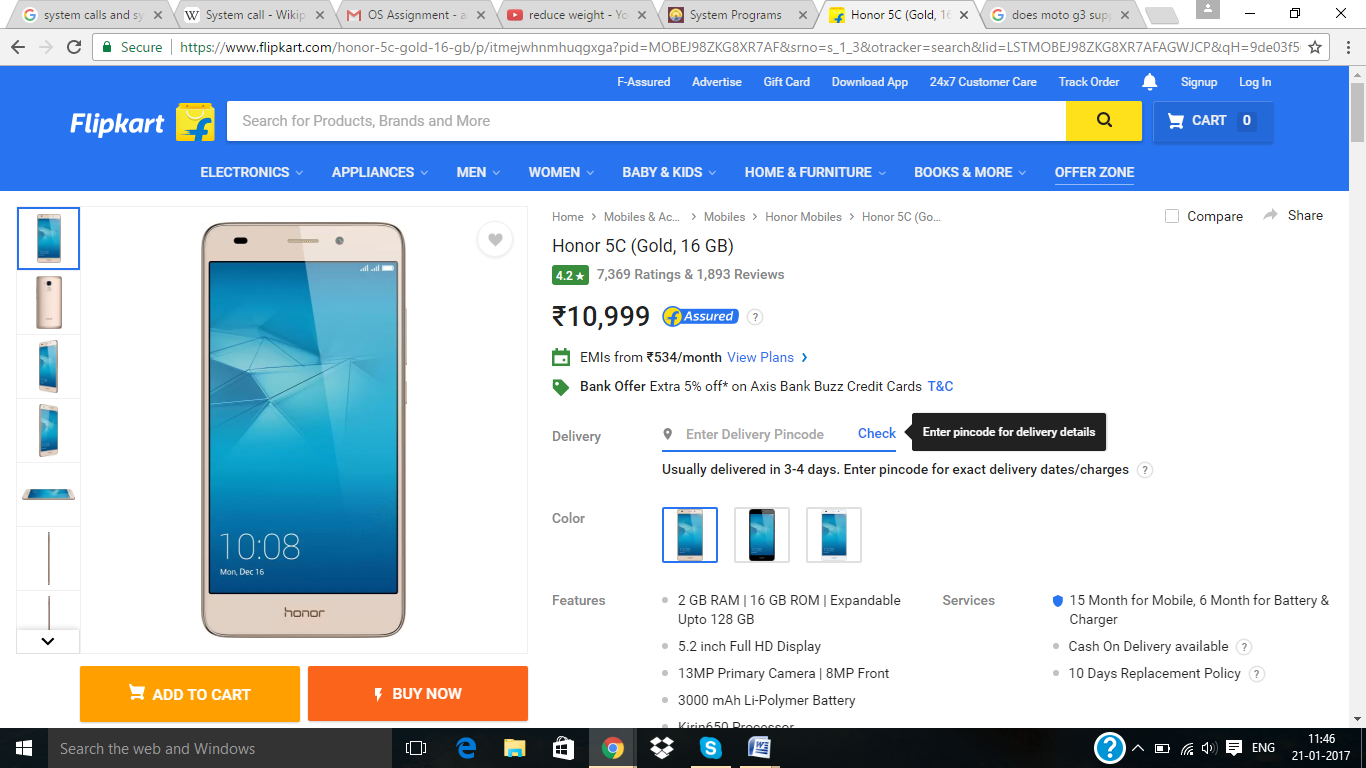 system calls and sy
System call - Wikip
OS Assignment - a
reduce weight - Yo
System Programs
Honor 5C (Gold, 16
does moto g3 sup
Secure
https://www.flipkart.com/honor-5c-gold-16-gb/p/itmejwhnmhuqgxga?pid=MOBEJ98ZKG8XR7AF&srno=s_1_3&otracker=search&lid=LSTMOBEJ98ZKG8XR7AFAGWJCP&qH=9de03f5
F-Assured Advertise Gift Card Download App 24x7 Customer Care Track Order Signup Log In
Flipkart
Search for Products, Brands and More
CART 0
ELECTRONICS APPLIANCES MEN WOMEN BABY & KIDS HOME & FURNITURE BOOKS & MORE OFFER ZONE
Home > Mobiles & Ac... > Mobiles > Honor Mobiles > Honor 5C (Go...
Compare Share
Honor 5C (Gold, 16 GB)
4.2 ★ 7,369 Ratings & 1,893 Reviews
₹10,999 Assured ?
EMIs from ₹534/month View Plans >
Bank Offer Extra 5% off* on Axis Bank Buzz Credit Cards T&C
Delivery Enter Delivery Pincode Check Enter pincode for delivery details
Usually delivered in 3-4 days. Enter pincode for exact delivery dates/charges ?
Color
10:08
Mon, Dec 16
honor
Features
2 GB RAM | 16 GB ROM | Expandable
Upto 128 GB
5.2 inch Full HD Display
13MP Primary Camera | 8MP Front
3000 mAh Li-Polymer Battery
Kirin650 Processor
Services
15 Month for Mobile, 6 Month for Battery &
Charger
Cash On Delivery available ?
10 Days Replacement Policy ?
ADD TO CART
BUY NOW
Search the web and Windows
ENG
11:46
21-01-2017